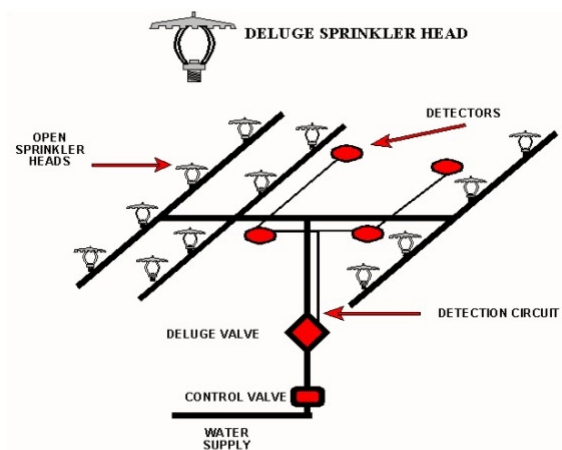 DELUGE SPRINKLER HEAD
DETECTORS
OPEN
SPRINKLER
HEADS
DETECTION CIRCUIT
DELUGE VALVE
CONTROL VALVE
WATER
SUPPLY